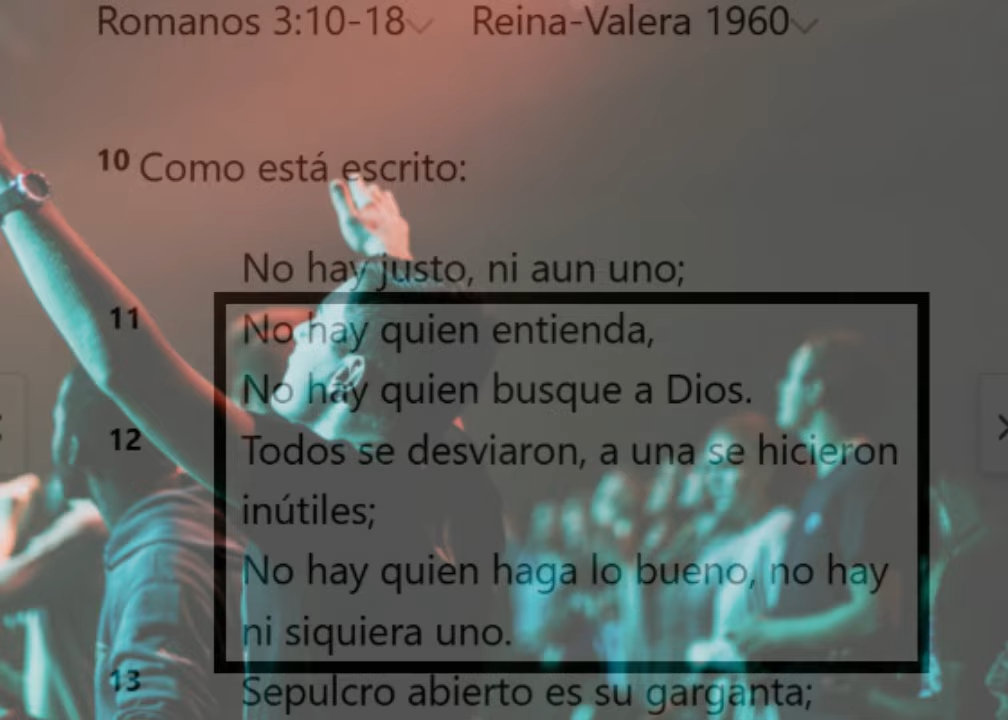 Romanos 3:10-18 Reina-Valera 1960
10 Como está escrito:
No hay justo, ni aun uno;
11 No hay quien entienda,
No hay quien busque a Dios.
12 Todos se desviaron, a una se hicieron
inútiles;
No hay quien haga lo bueno, no hay
ni siquiera uno.
13 Sepulcro abierto es su garganta;